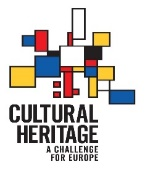 CULTURAL
HERITAGE
A CHALLENGE
FOR EUROPE